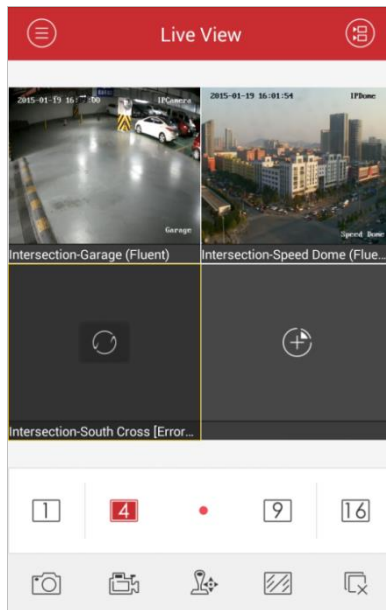 Live View
2015-01-19 16:
:00
IPCamera
Garage
Intersection-Garage (Fluent)
2015-01-19 16:01:54
IPDome
Speed Dome
Intersection-Speed Dome (Flue...
Intersection-South Cross [Error...
1
4
9
16